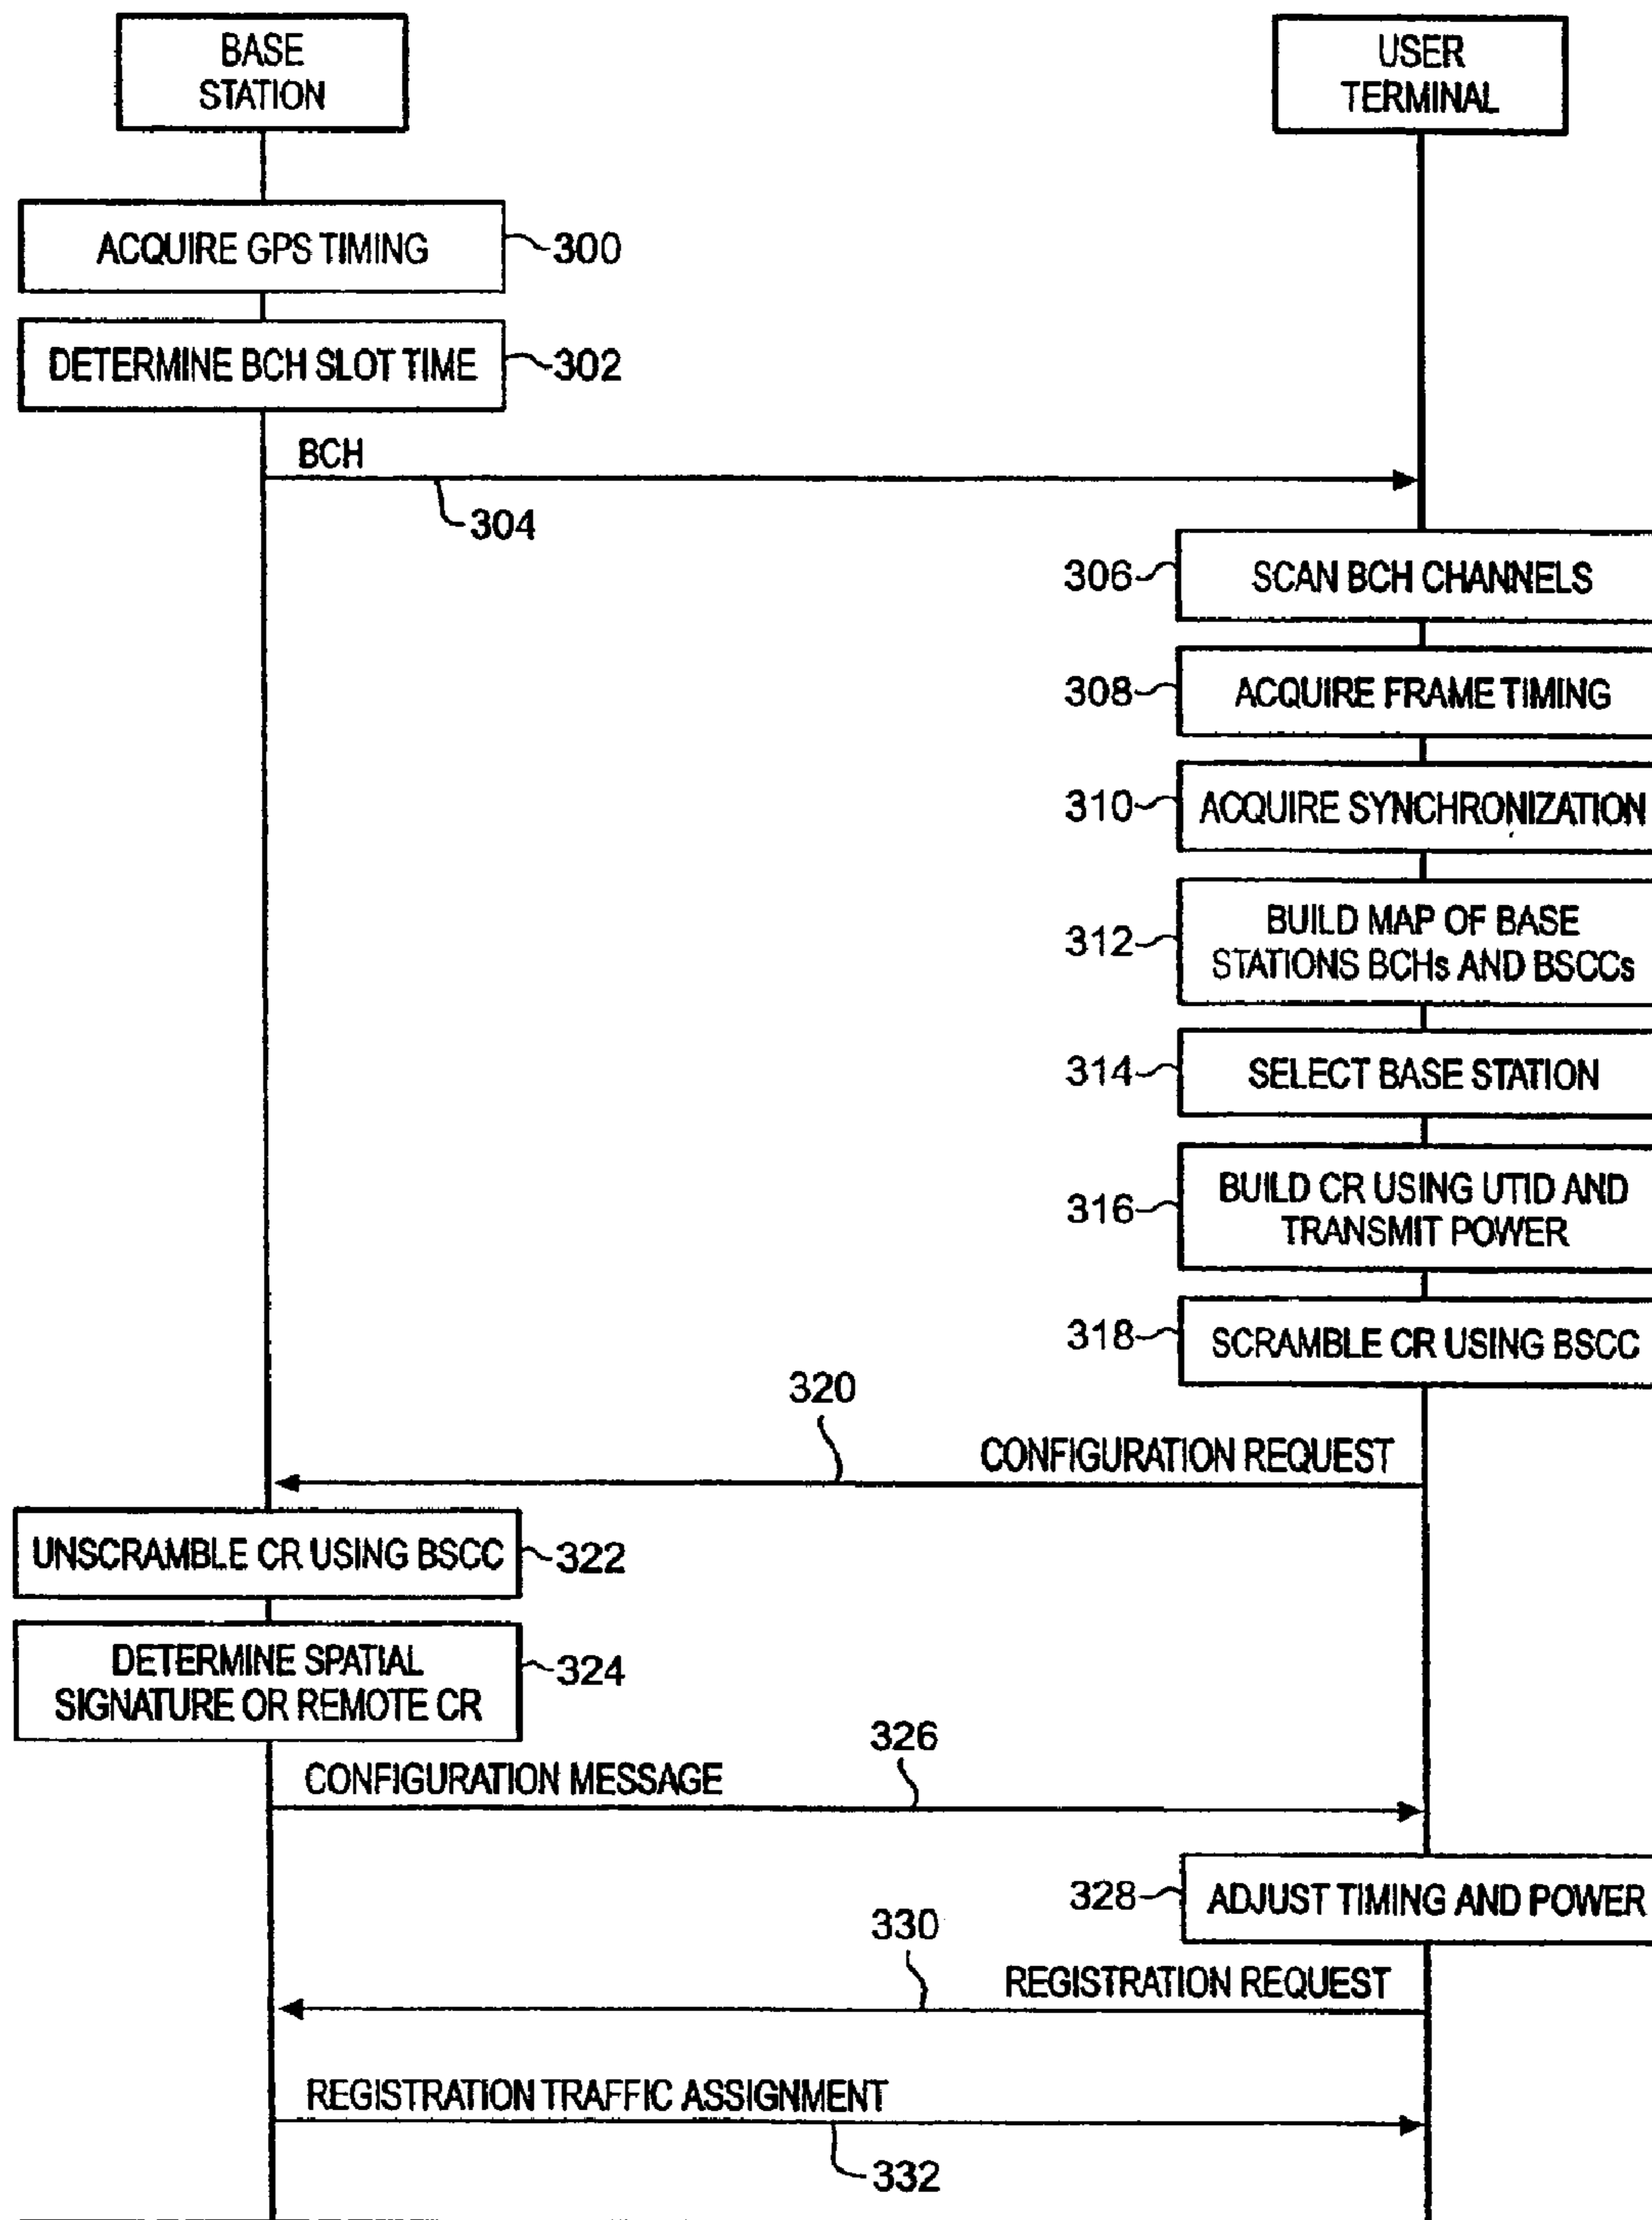 BASE
STATION
USER
TERMINAL
ACQUIRE GPS TIMING
300
DETERMINE BCH SLOT TIME
302
BCH
304
306
SCAN BCH CHANNELS
308
ACQUIRE FRAME TIMING
310
ACQUIRE SYNCHRONIZATION
312
BUILD MAP OF BASE
STATIONS BCHs AND BSCCs
314
SELECT BASE STATION
316
BUILD CR USING UTID AND
TRANSMIT POWER
318
SCRAMBLE CR USING BSCC
320
CONFIGURATION REQUEST
UNSCRAMBLE CR USING BSCC
322
DETERMINE SPATIAL
SIGNATURE OR REMOTE CR
324
326
CONFIGURATION MESSAGE
328
ADJUST TIMING AND POWER
330
REGISTRATION REQUEST
REGISTRATION TRAFFIC ASSIGNMENT
332